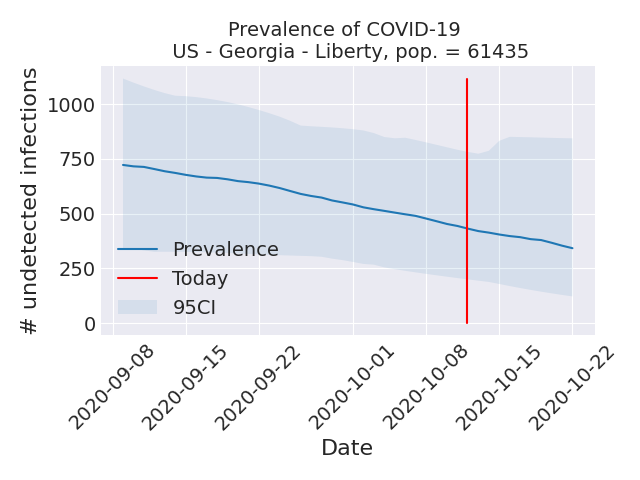 Prevalence of COVID-19
US - Georgia - Liberty, pop. = 61435
# undetected infections
1000
750
500
250
0
Prevalence
Today
95CI
2020-09-08
2020-09-15
2020-09-22
2020-10-01
2020-10-08
2020-10-15
2020-10-22
Date